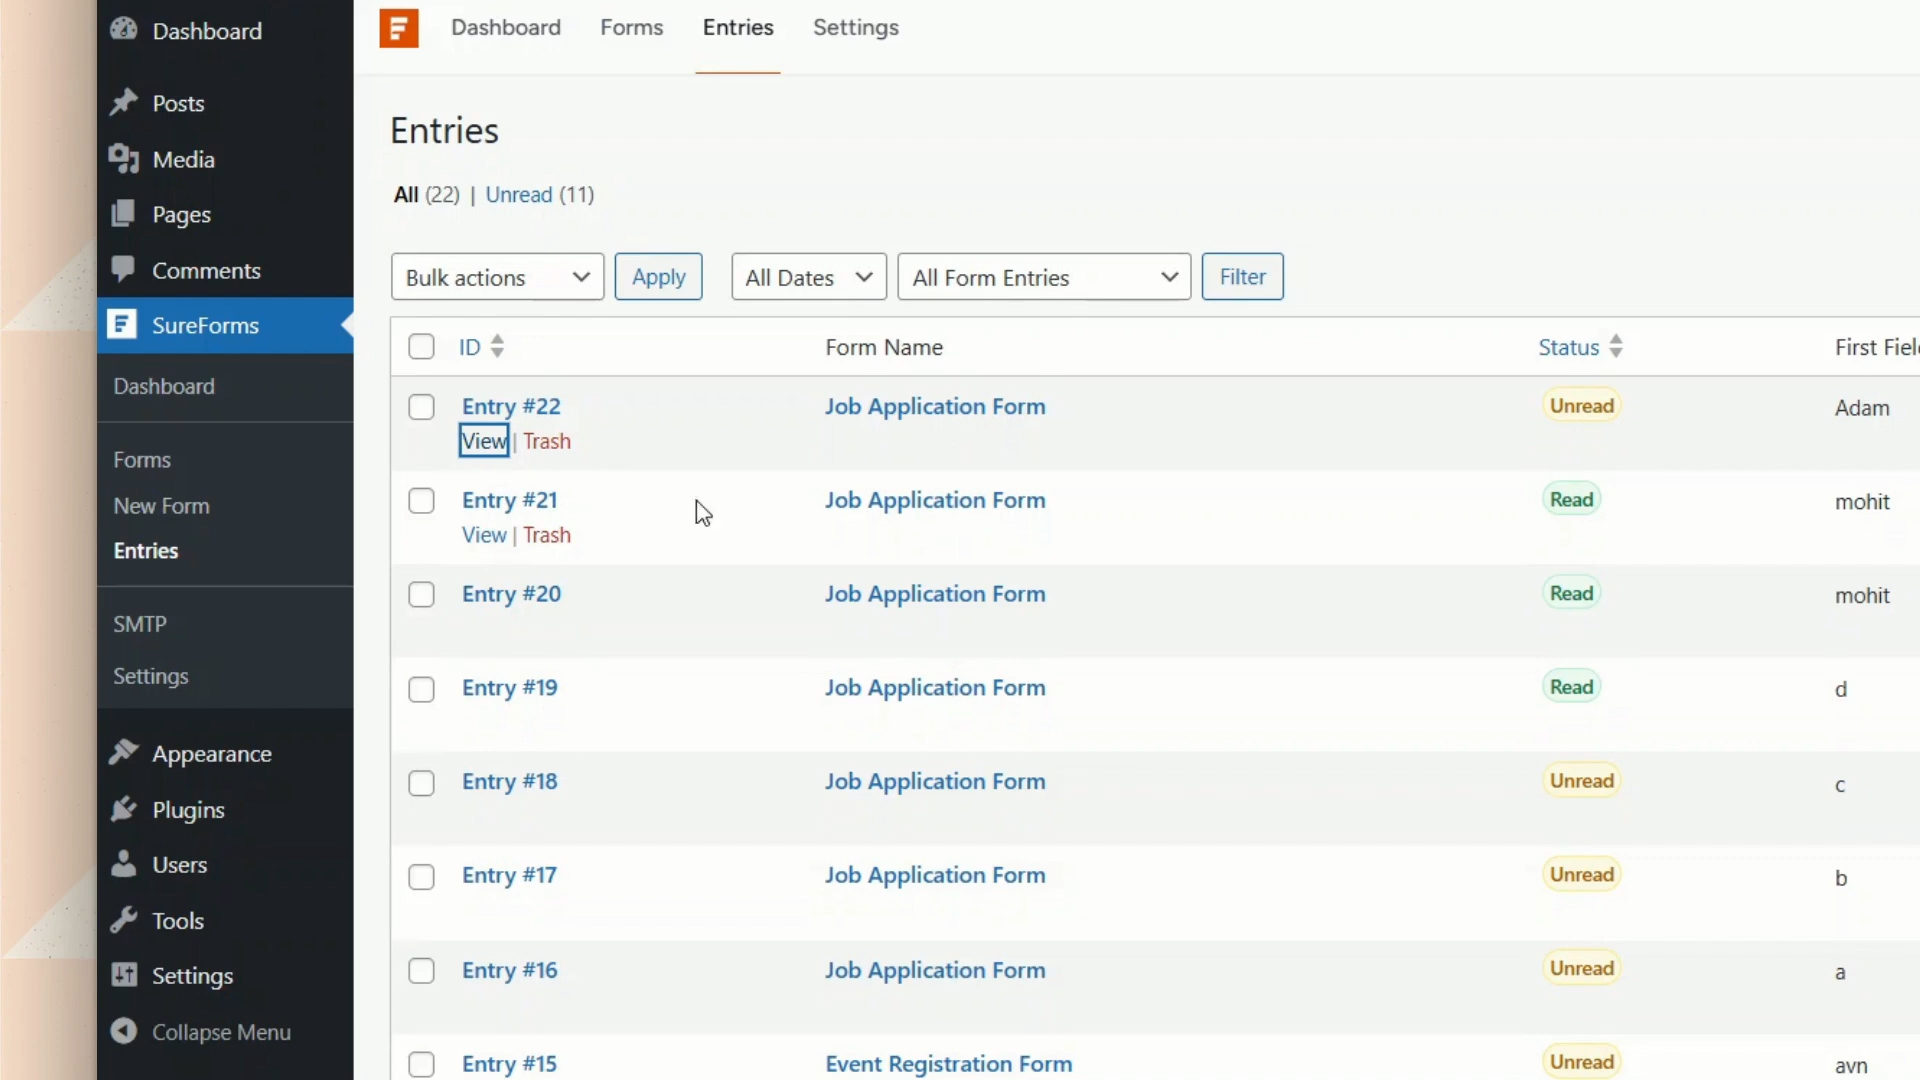 Dashboard
Posts
Media
Pages
Comments
SureForms
Dashboard
Forms
New Form
Entries
SMTP
Settings
Appearance
Plugins
Users
Tools
Settings
Collapse Menu
Dashboard Forms Entries Settings
Entries
All (22) | Unread (11)
Bulk actions Apply All Dates All Form Entries Filter
ID Form Name Status First Fiel
Entry #22 Job Application Form Unread Adam
View | Trash
Entry #21 Job Application Form Read mohit
View | Trash
Entry #20 Job Application Form Read mohit
Entry #19 Job Application Form Read d
Entry #18 Job Application Form Unread c
Entry #17 Job Application Form Unread b
Entry #16 Job Application Form Unread a
Entry #15 Event Registration Form Unread avn